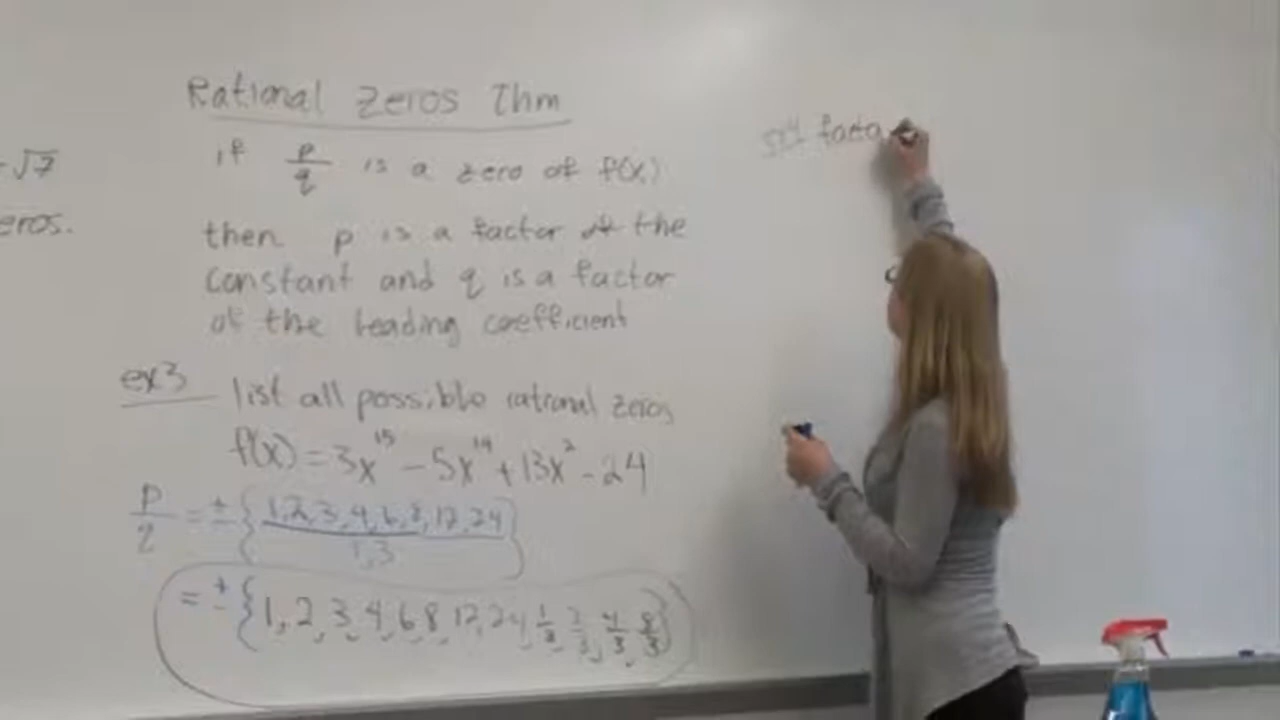 -√7
eros.
Rational Zeros Thm
if p/q is a zero of f(x)
then p is a factor of the
constant and q is a factor
of the leading coefficient
ex3 list all possible rational zeros
f(x) = 3x^15 - 5x^14 + 13x^2 - 24
p/q = ± {1,2,3,4,6,8,12,24 / 1,3}
= ± {1, 2, 3, 4, 6, 8, 12, 24, 1/3, 2/3, 4/3, 8/3}
facto